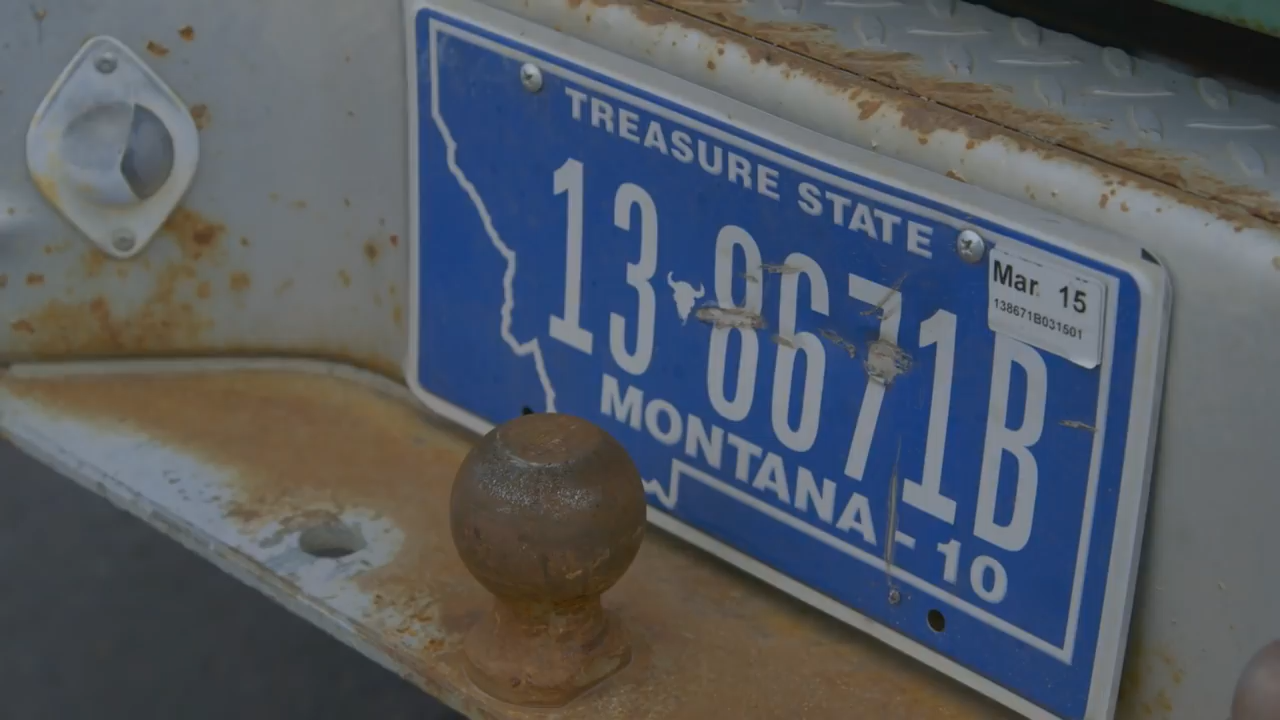 TREASURE STATE
13 8671B
Mar 15
138671B031501
MONTANA - 10